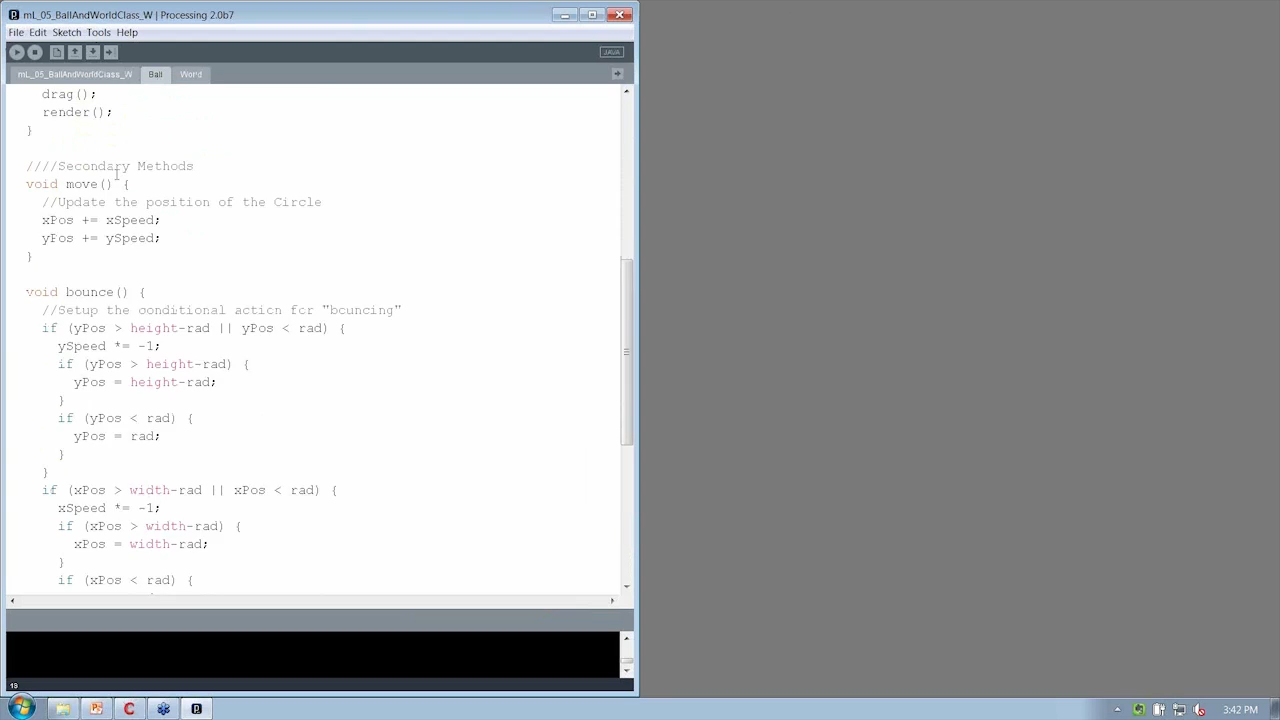 mL_05_BallAndWorldClass_W | Processing 2.0b7
File Edit Sketch Tools Help
JAVA
mL_05_BallAndWorldClass_W Ball Word
drag();
render();
}
////Secondary Methods
void move() {
//Update the position of the Circle
xPos += xSpeed;
yPos += ySpeed;
}
void bounce() {
//Setup the conditional action for "bouncing"
if (yPos > height-rad || yPos < rad) {
ySpeed *= -1;
if (yPos > height-rad) {
yPos = height-rad;
}
if (yPos < rad) {
yPos = rad;
}
}
if (xPos > width-rad || xPos < rad) {
xSpeed *= -1;
if (xPos > width-rad) {
xPos = width-rad;
}
if (xPos < rad) {
3:42 PM